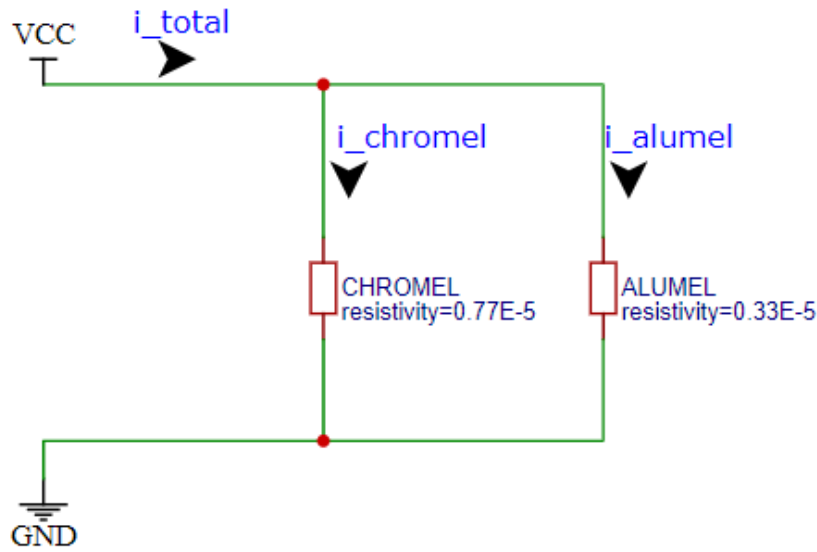 i_total
VCC
i_chromel
i_alumel
CHROMEL
resistivity=0.77E-5
ALUMEL
resistivity=0.33E-5
GND